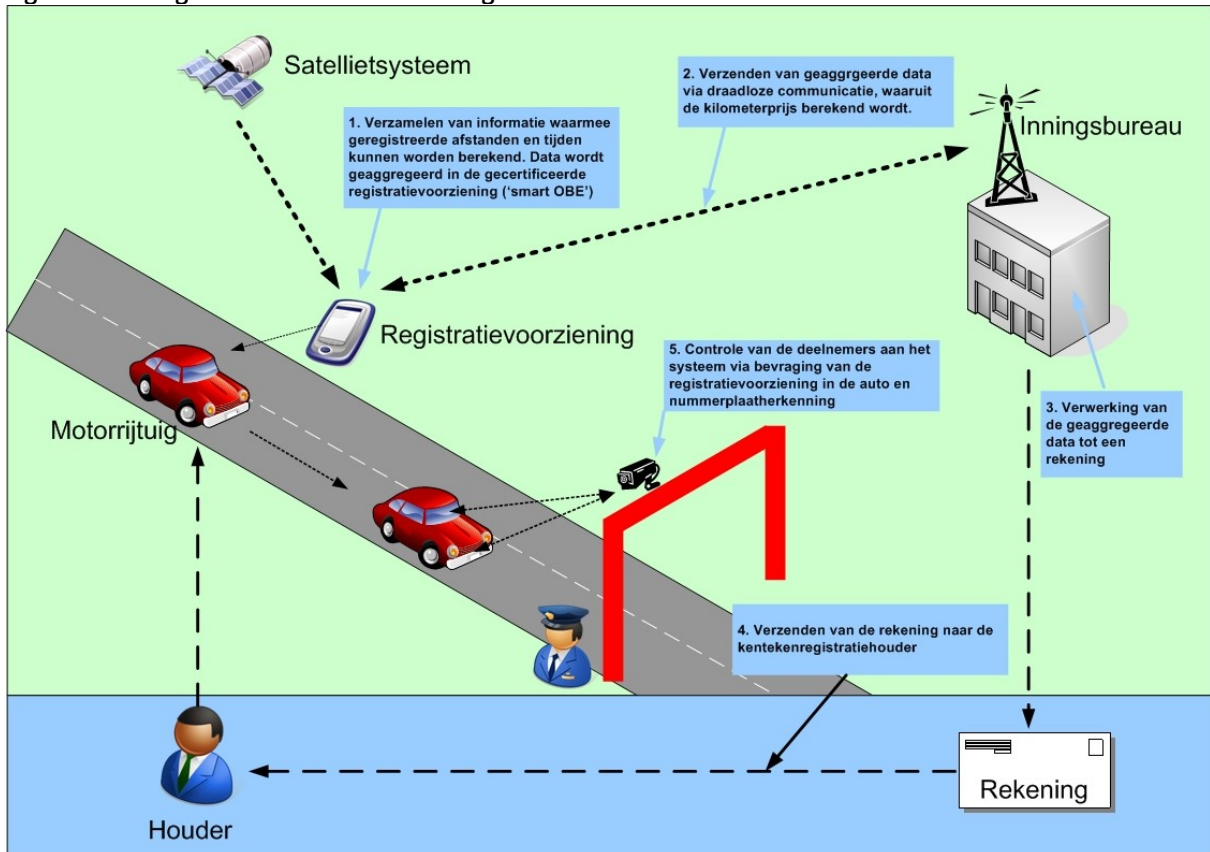 Satellietsysteem
2. Verzenden van geaggrgeerde data
via draadloze communicatie, waaruit
de kilometerprijs berekend wordt.
Inningsbureau
1. Verzamelen van informatie waarmee
geregistreerde afstanden en tijden
kunnen worden berekend. Data wordt
geaggregeerd in de gecertificeerde
registratievoorziening (‘smart OBE’)
Registratievoorziening
5. Controle van de deelnemers aan het
systeem via bevraging van de
registratievoorziening in de auto en
nummerplaatherkenning
3. Verwerking van
de geaggregeerde
data tot een
rekening
Motorrijtuig
4. Verzenden van de rekening naar de
kentekenregistratiehouder
Rekening
Houder